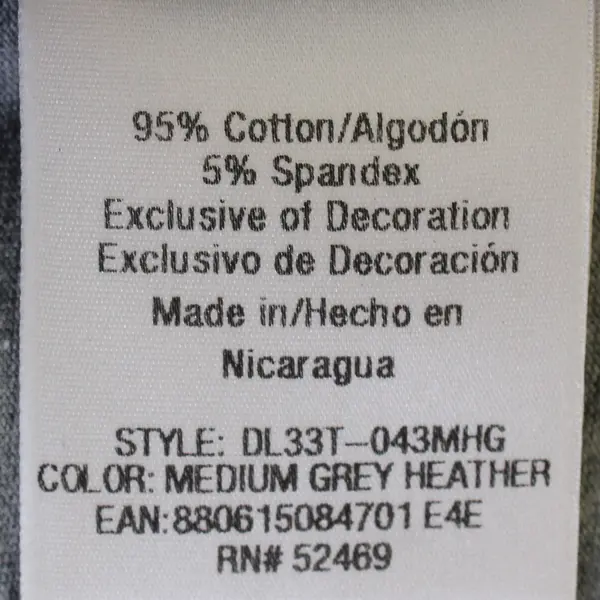 95% Cotton/Algodón
5% Spandex
Exclusive of Decoration
Exclusivo de Decoración
Made in/Hecho en
Nicaragua
STYLE: DL33T-043MHG
COLOR: MEDIUM GREY HEATHER
EAN:880615084701 E4E
RN# 52469